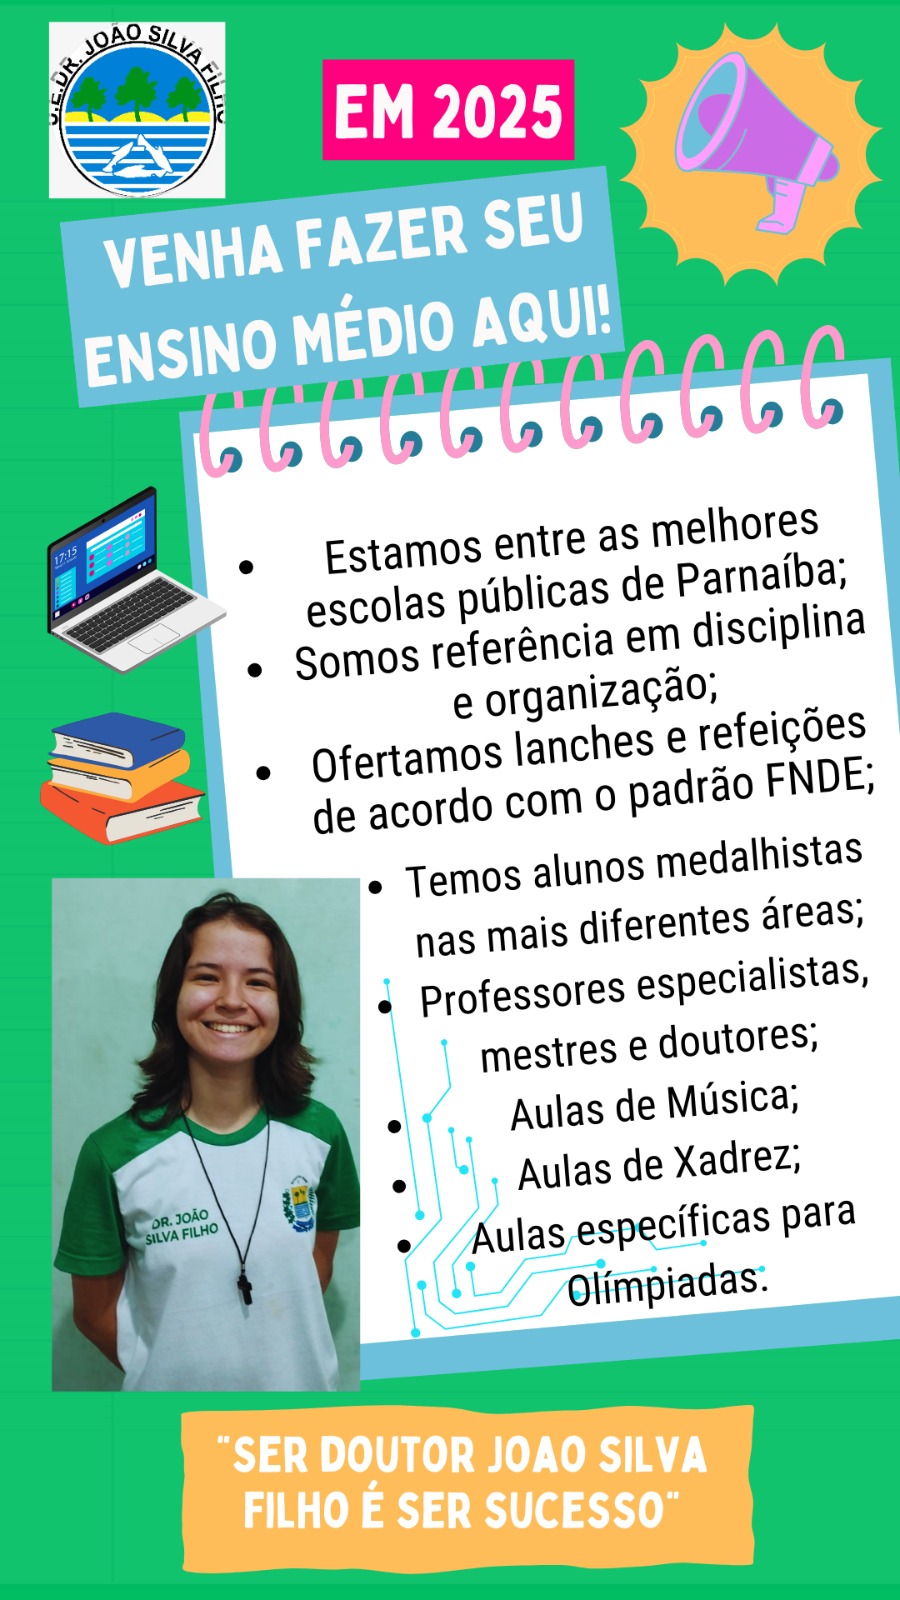 U.E.DR. JOÃO SILVA FILHO
EM 2025
VENHA FAZER SEU
ENSINO MÉDIO AQUI!
17:15
• Estamos entre as melhores
escolas públicas de Parnaíba;
• Somos referência em disciplina
e organização;
• Ofertamos lanches e refeições
de acordo com o padrão FNDE;
• Temos alunos medalhistas
nas mais diferentes áreas;
• Professores especialistas,
mestres e doutores;
• Aulas de Música;
• Aulas de Xadrez;
• Aulas específicas para
Olímpiadas.
DR. JOÃO
SILVA FILHO
"SER DOUTOR JOAO SILVA
FILHO É SER SUCESSO"